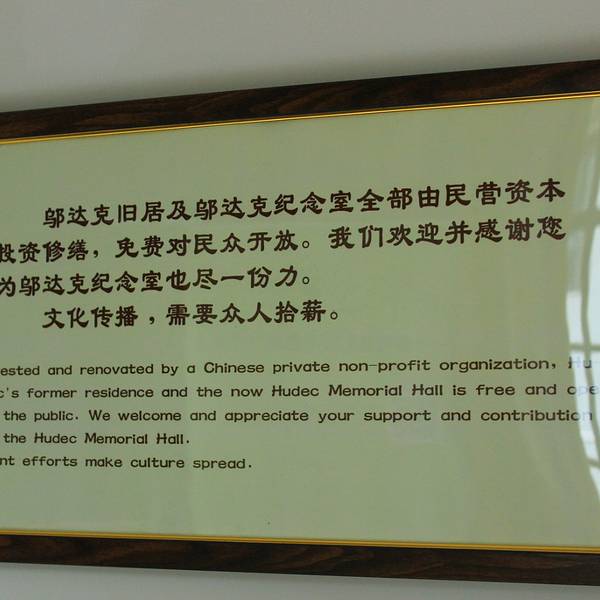 邬达克旧居及邬达克纪念室全部由民营资本
投资修缮，免费对民众开放。我们欢迎并感谢您
为邬达克纪念室也尽一份力。
文化传播，需要众人拾薪。
ested and renovated by a Chinese private non-profit organization, Hu
c's former residence and the now Hudec Memorial Hall is free and ope
the public. We welcome and appreciate your support and contribution
the Hudec Memorial Hall.
nt efforts make culture spread.